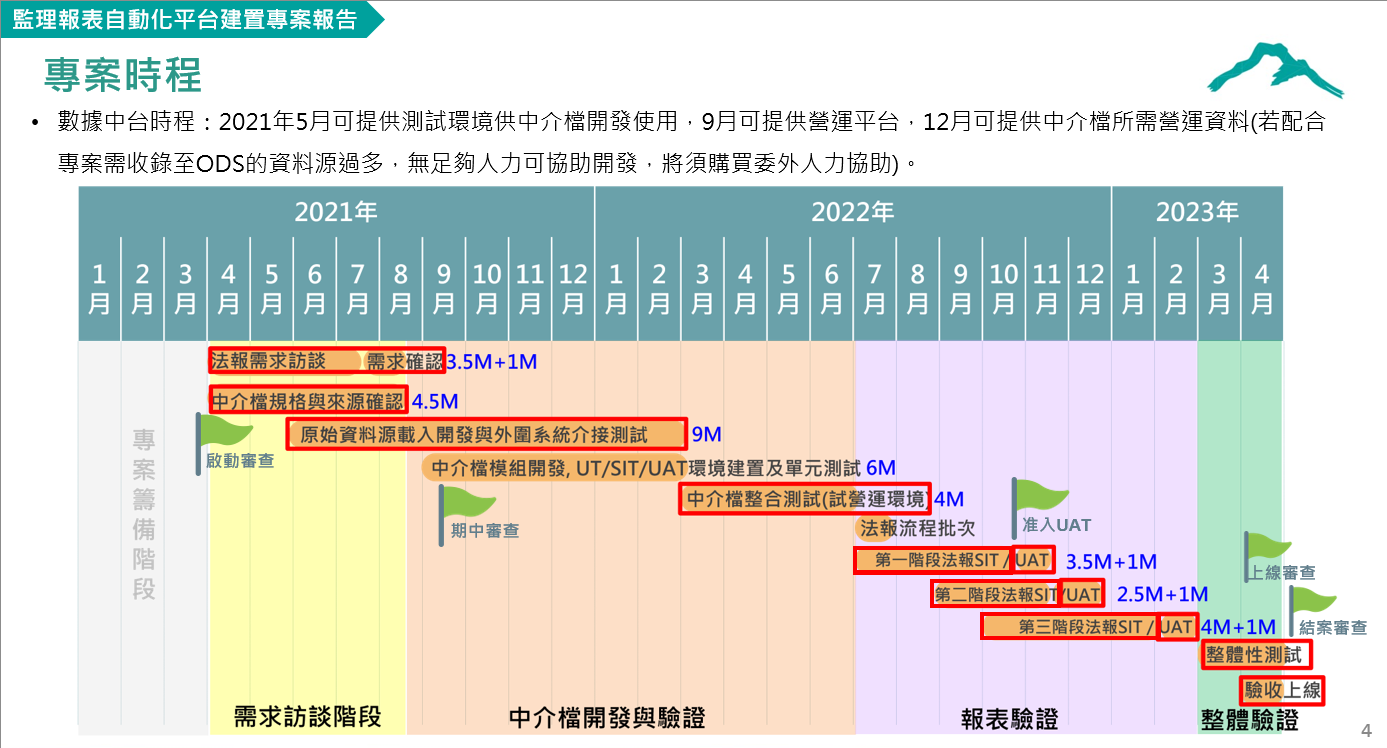 監理報表自動化平台建置專案報告
專案時程
• 數據中台時程：2021年5月可提供測試環境供中介檔開發使用，9月可提供營運平台，12月可提供中介檔所需營運資料(若配合
專案需收錄至ODS的資料源過多，無足夠人力可協助開發，將須購買委外人力協助)。
2021年 2022年 2023年
1月 2月 3月 4月 5月 6月 7月 8月 9月 10月 11月 12月 1月 2月 3月 4月 5月 6月 7月 8月 9月 10月 11月 12月 1月 2月 3月 4月
專案籌備階段
法報需求訪談 需求確認 3.5M+1M
中介檔規格與來源確認 4.5M
原始資料源載入開發與外圍系統介接測試 9M
啟動審查
中介檔模組開發, UT/SIT/UAT環境建置及單元測試 6M
中介檔整合測試(試營運環境) 4M
期中審查
法報流程批次
准入UAT
第一階段法報SIT / UAT 3.5M+1M
上線審查
第二階段法報SIT/UAT 2.5M+1M
第三階段法報SIT / UAT 4M+1M
結案審查
整體性測試
驗收上線
需求訪談階段 中介檔開發與驗證 報表驗證 整體驗證
4